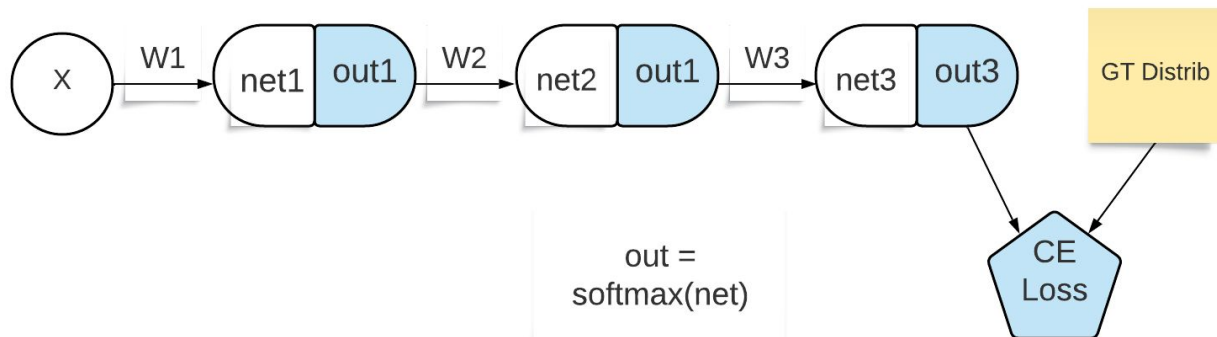 X
W1
net1
out1
W2
net2
out1
W3
net3
out3
GT Distrib
out =
softmax(net)
CE
Loss